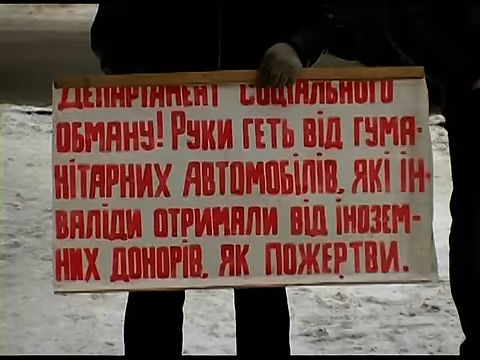 ДЕПАРТАМЕНТ СОЦІАЛЬНОГО
ОБМАНУ! РУКИ ГЕТЬ ВІД ГУМА-
НІТАРНИХ АВТОМОБІЛІВ, ЯКІ ІН-
ВАЛІДИ ОТРИМАЛИ ВІД ІНОЗЕМ-
НИХ ДОНОРІВ, ЯК ПОЖЕРТВИ.